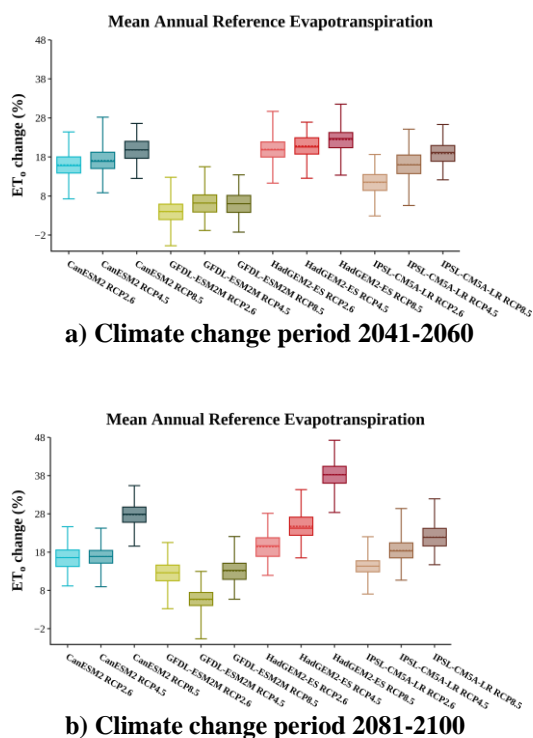 Mean Annual Reference Evapotranspiration
48
38
28
18
8
−2
ETo change (%)
CanESM2 RCP2.6
CanESM2 RCP4.5
CanESM2 RCP8.5
GFDL-ESM2M RCP2.6
GFDL-ESM2M RCP4.5
GFDL-ESM2M RCP8.5
HadGEM2-ES RCP2.6
HadGEM2-ES RCP4.5
HadGEM2-ES RCP8.5
IPSL-CM5A-LR RCP2.6
IPSL-CM5A-LR RCP4.5
IPSL-CM5A-LR RCP8.5
a) Climate change period 2041-2060
Mean Annual Reference Evapotranspiration
48
38
28
18
8
−2
ETo change (%)
CanESM2 RCP2.6
CanESM2 RCP4.5
CanESM2 RCP8.5
GFDL-ESM2M RCP2.6
GFDL-ESM2M RCP4.5
GFDL-ESM2M RCP8.5
HadGEM2-ES RCP2.6
HadGEM2-ES RCP4.5
HadGEM2-ES RCP8.5
IPSL-CM5A-LR RCP2.6
IPSL-CM5A-LR RCP4.5
IPSL-CM5A-LR RCP8.5
b) Climate change period 2081-2100